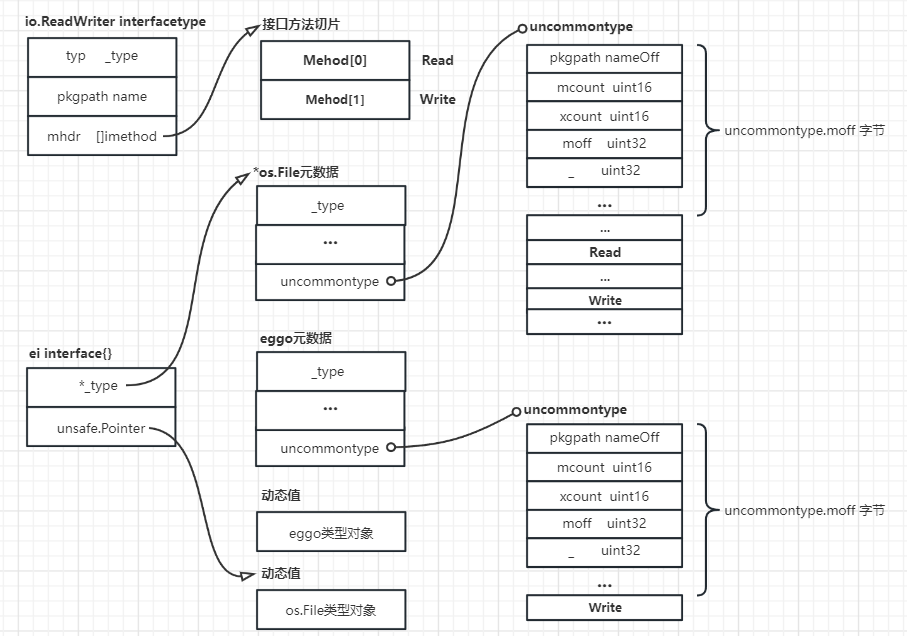 io.ReadWriter interfacetype
typ _type
pkgpath name
mhdr []imethod
接口方法切片
Mehod[0]
Read
Mehod[1]
Write
uncommontype
pkgpath nameOff
mcount uint16
xcount uint16
moff uint32
_ uint32
...
uncommontype.moff 字节
...
Read
...
Write
...
*os.File元数据
_type
...
uncommontype
ei interface{}
*_type
unsafe.Pointer
eggo元数据
_type
...
uncommontype
动态值
eggo类型对象
动态值
os.File类型对象
uncommontype
pkgpath nameOff
mcount uint16
xcount uint16
moff uint32
_ uint32
...
uncommontype.moff 字节
Write